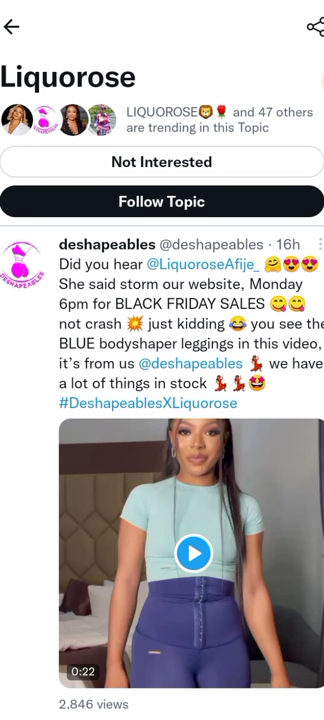 Liquorose
LIQUOROSE🦁🌹 and 47 others
are trending in this Topic
Not Interested
Follow Topic
deshapeables @deshapeables · 16h
Did you hear @LiquoroseAfije_ 🤗😍😍
She said storm our website, Monday
6pm for BLACK FRIDAY SALES 😋😋
not crash 💥 just kidding 😂 you see the
BLUE bodyshaper leggings in this video,
it's from us @deshapeables 💃 we have
a lot of things in stock 💃💃🤩
#DeshapeablesXLiquorose
0:22
2.846 views
DESHAPEABLES